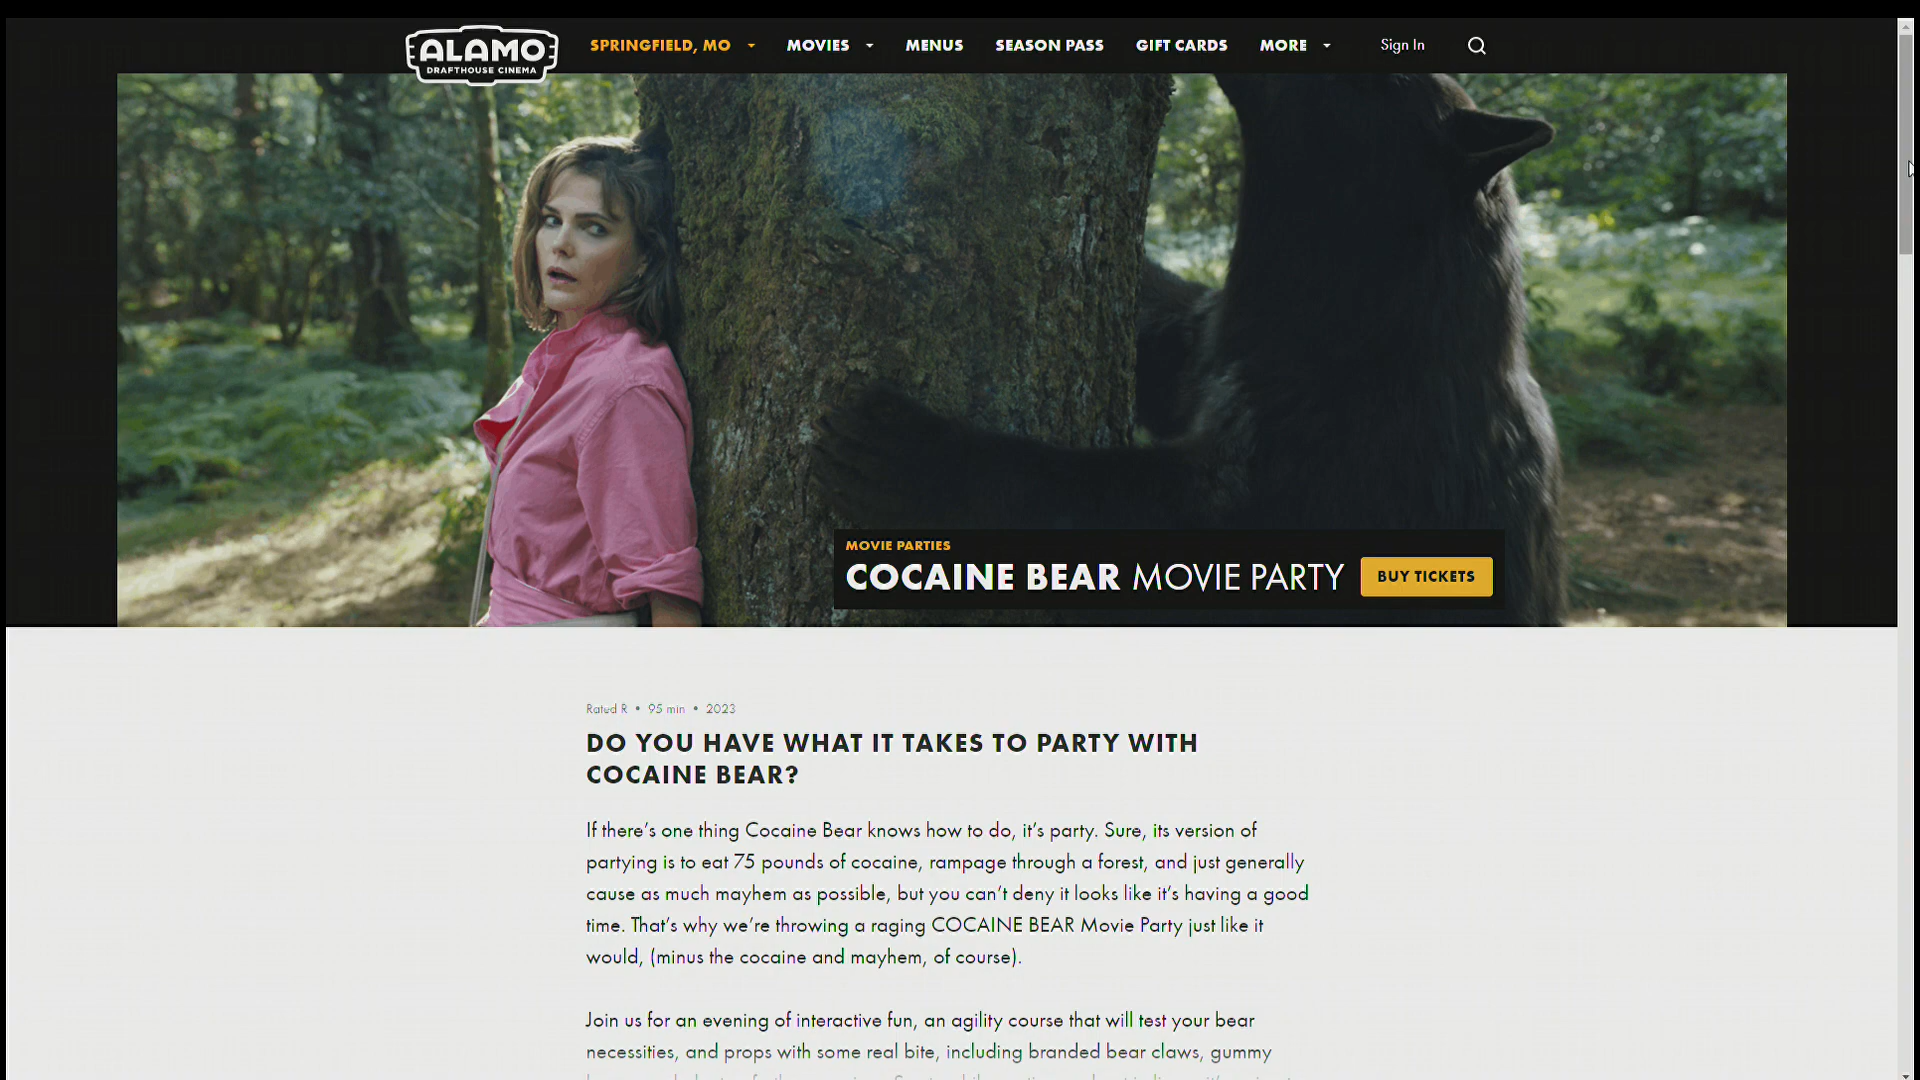 ALAMO
DRAFTHOUSE CINEMA
SPRINGFIELD, MO
MOVIES
MENUS
SEASON PASS
GIFT CARDS
MORE
Sign In
MOVIE PARTIES
COCAINE BEAR MOVIE PARTY
BUY TICKETS
Rated R • 95 min • 2023
DO YOU HAVE WHAT IT TAKES TO PARTY WITH
COCAINE BEAR?
If there’s one thing Cocaine Bear knows how to do, it’s party. Sure, its version of
partying is to eat 75 pounds of cocaine, rampage through a forest, and just generally
cause as much mayhem as possible, but you can’t deny it looks like it’s having a good
time. That’s why we’re throwing a raging COCAINE BEAR Movie Party just like it
would, (minus the cocaine and mayhem, of course).
Join us for an evening of interactive fun, an agility course that will test your bear
necessities, and props with some real bite, including branded bear claws, gummy